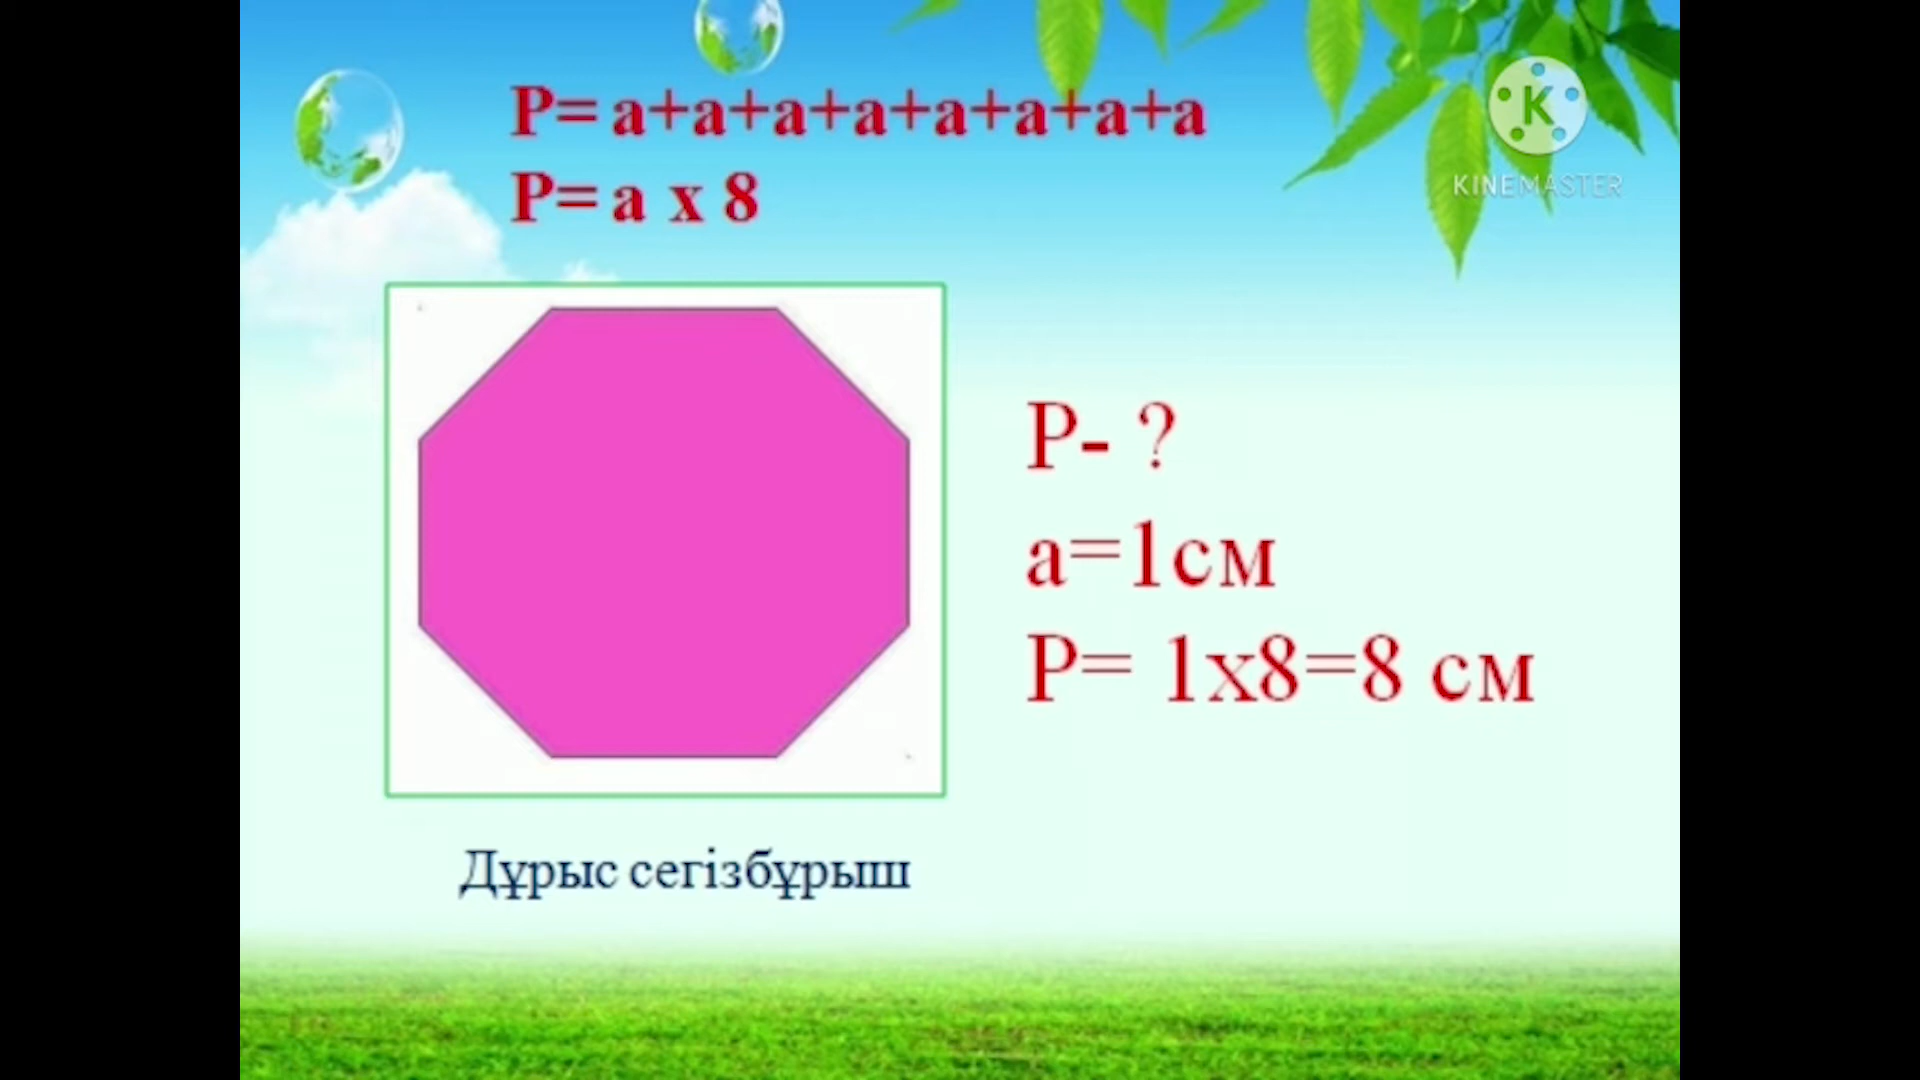 P= a+a+a+a+a+a+a+a
P= a x 8
K
KINEMASTER
P- ?
a=1см
P= 1x8=8 см
Дұрыс сегізбұрыш